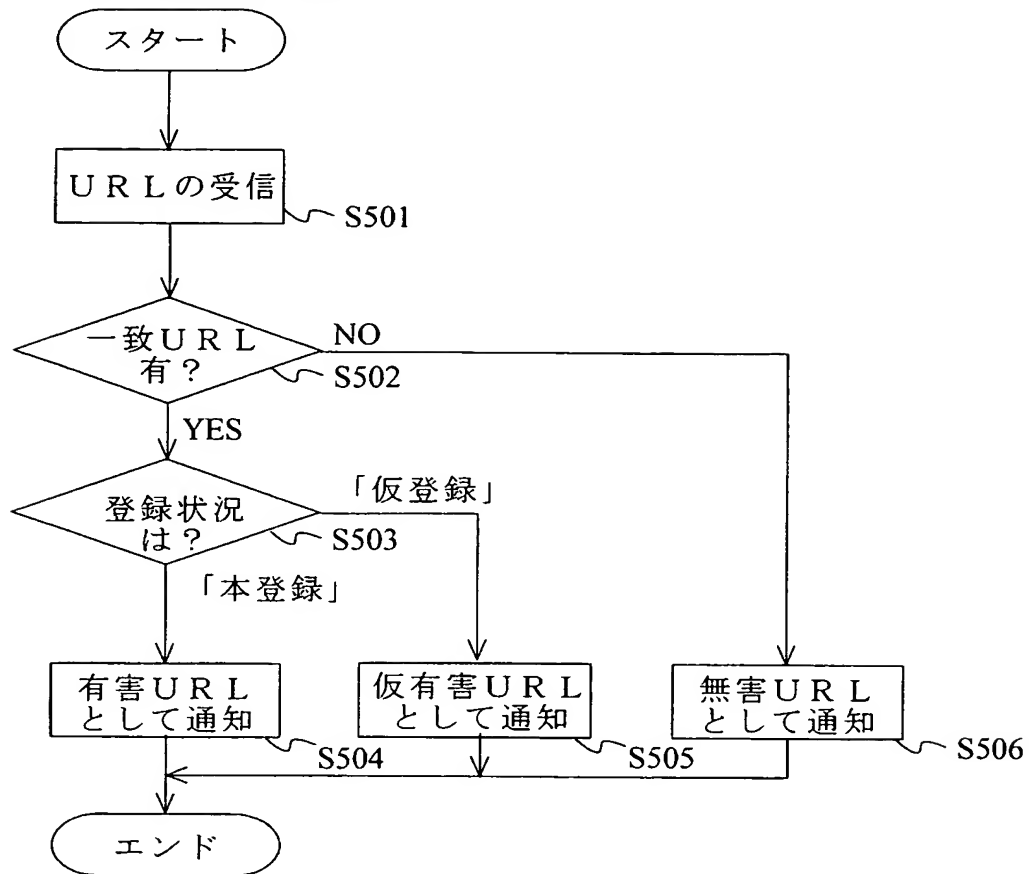 スタート
ＵＲＬの受信
S501
一致ＵＲＬ
有？
NO
S502
YES
登録状況
は？
「仮登録」
S503
「本登録」
有害ＵＲＬ
として通知
S504
仮有害ＵＲＬ
として通知
S505
無害ＵＲＬ
として通知
S506
エンド